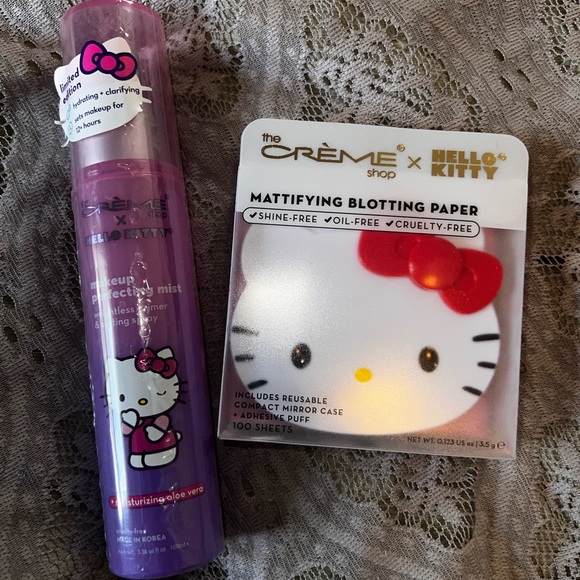 limited
edition
hydrating + clarifying
sets makeup for
12+ hours
CRÈME
shop
x
HELLO KITTY
makeup
perfecting mist
weightless primer
& setting spray
+ moisturizing aloe vera
cruelty-free
MADE IN KOREA
the
CRÈME
shop
x
HELLO
KITTY
MATTIFYING BLOTTING PAPER
✓SHINE-FREE ✓OIL-FREE ✓CRUELTY-FREE
INCLUDES REUSABLE
COMPACT MIRROR CASE
+ ADHESIVE PUFF
100 SHEETS
NET WT. 0.123 US oz | 3.5 g ℮